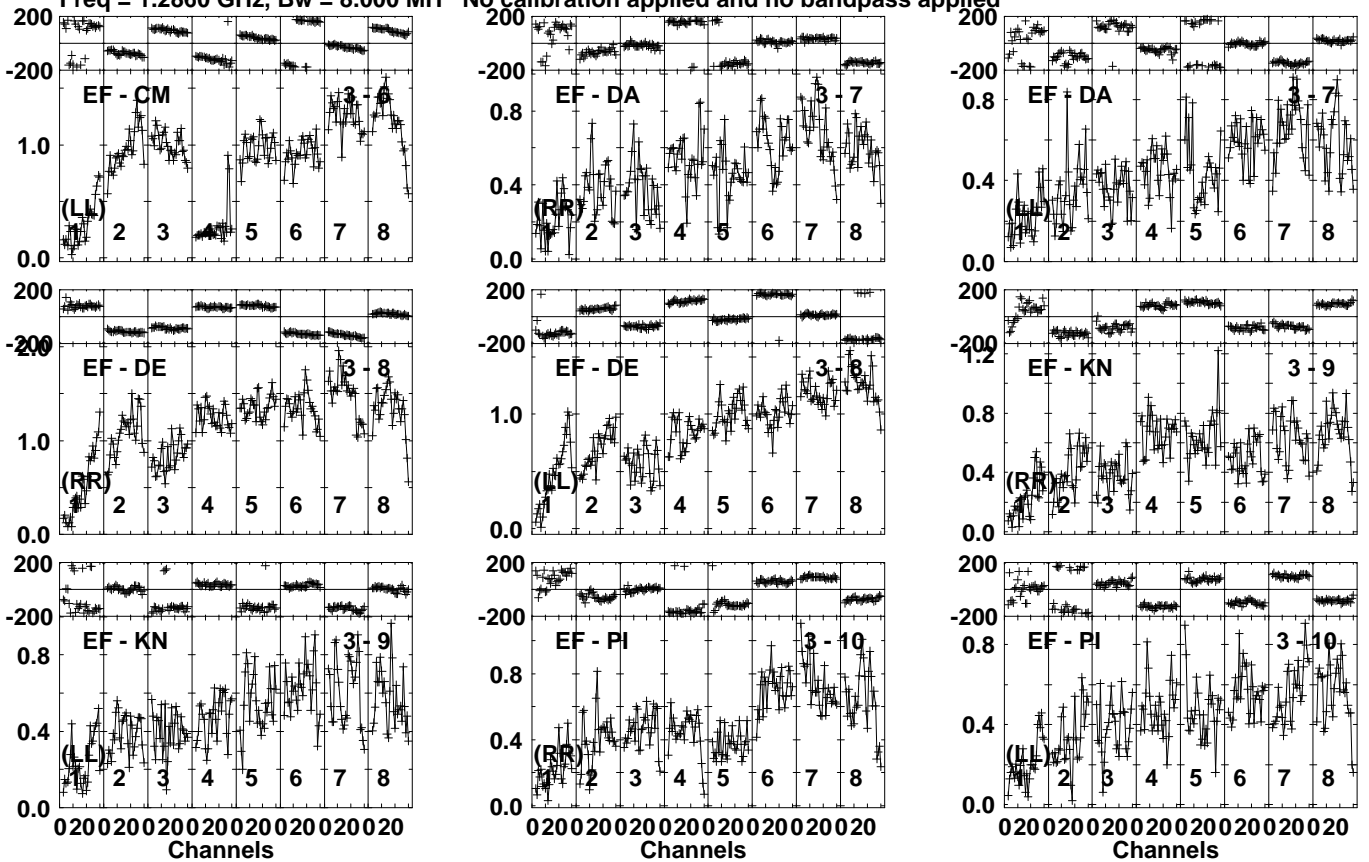 Freq = 1.2860 GHz, Bw = 8.000 MH No calibration applied and no bandpass applied
200 200 200
-200 -200 -200
EF - CM 3 - 6 EF - DA 3 - 7 EF - DA 3 - 7
0.8 0.8
1.0
0.4 0.4
(LL) (RR) (LL)
1 2 3 4 5 6 7 8 1 2 3 4 5 6 7 8 1 2 3 4 5 6 7 8
0.0 0.0 0.0
200 200 200
-200 -200 -200
2.0 1.2
EF - DE 3 - 8 EF - DE 3 - 8 EF - KN 3 - 9
1.0 1.0 0.8
0.4
(RR) (LL) (RR)
1 2 3 4 5 6 7 8 1 2 3 4 5 6 7 8 1 2 3 4 5 6 7 8
0.0 0.0 0.0
200 200 200
-200 -200 -200
EF - KN 3 - 9 EF - PI 3 - 10 EF - PI 3 - 10
0.8 0.8 0.8
0.4 0.4 0.4
(LL) (RR) (LL)
1 2 3 4 5 6 7 8 1 2 3 4 5 6 7 8 1 2 3 4 5 6 7 8
0.0 0.0 0.0
0 20 0 20 0 20 0 20 0 20 0 20 0 20 0 20 0 20 0 20 0 20 0 20 0 20 0 20 0 20 0 20 0 20 0 20 0 20 0 20 0 20 0 20 0 20 0 20
Channels Channels Channels